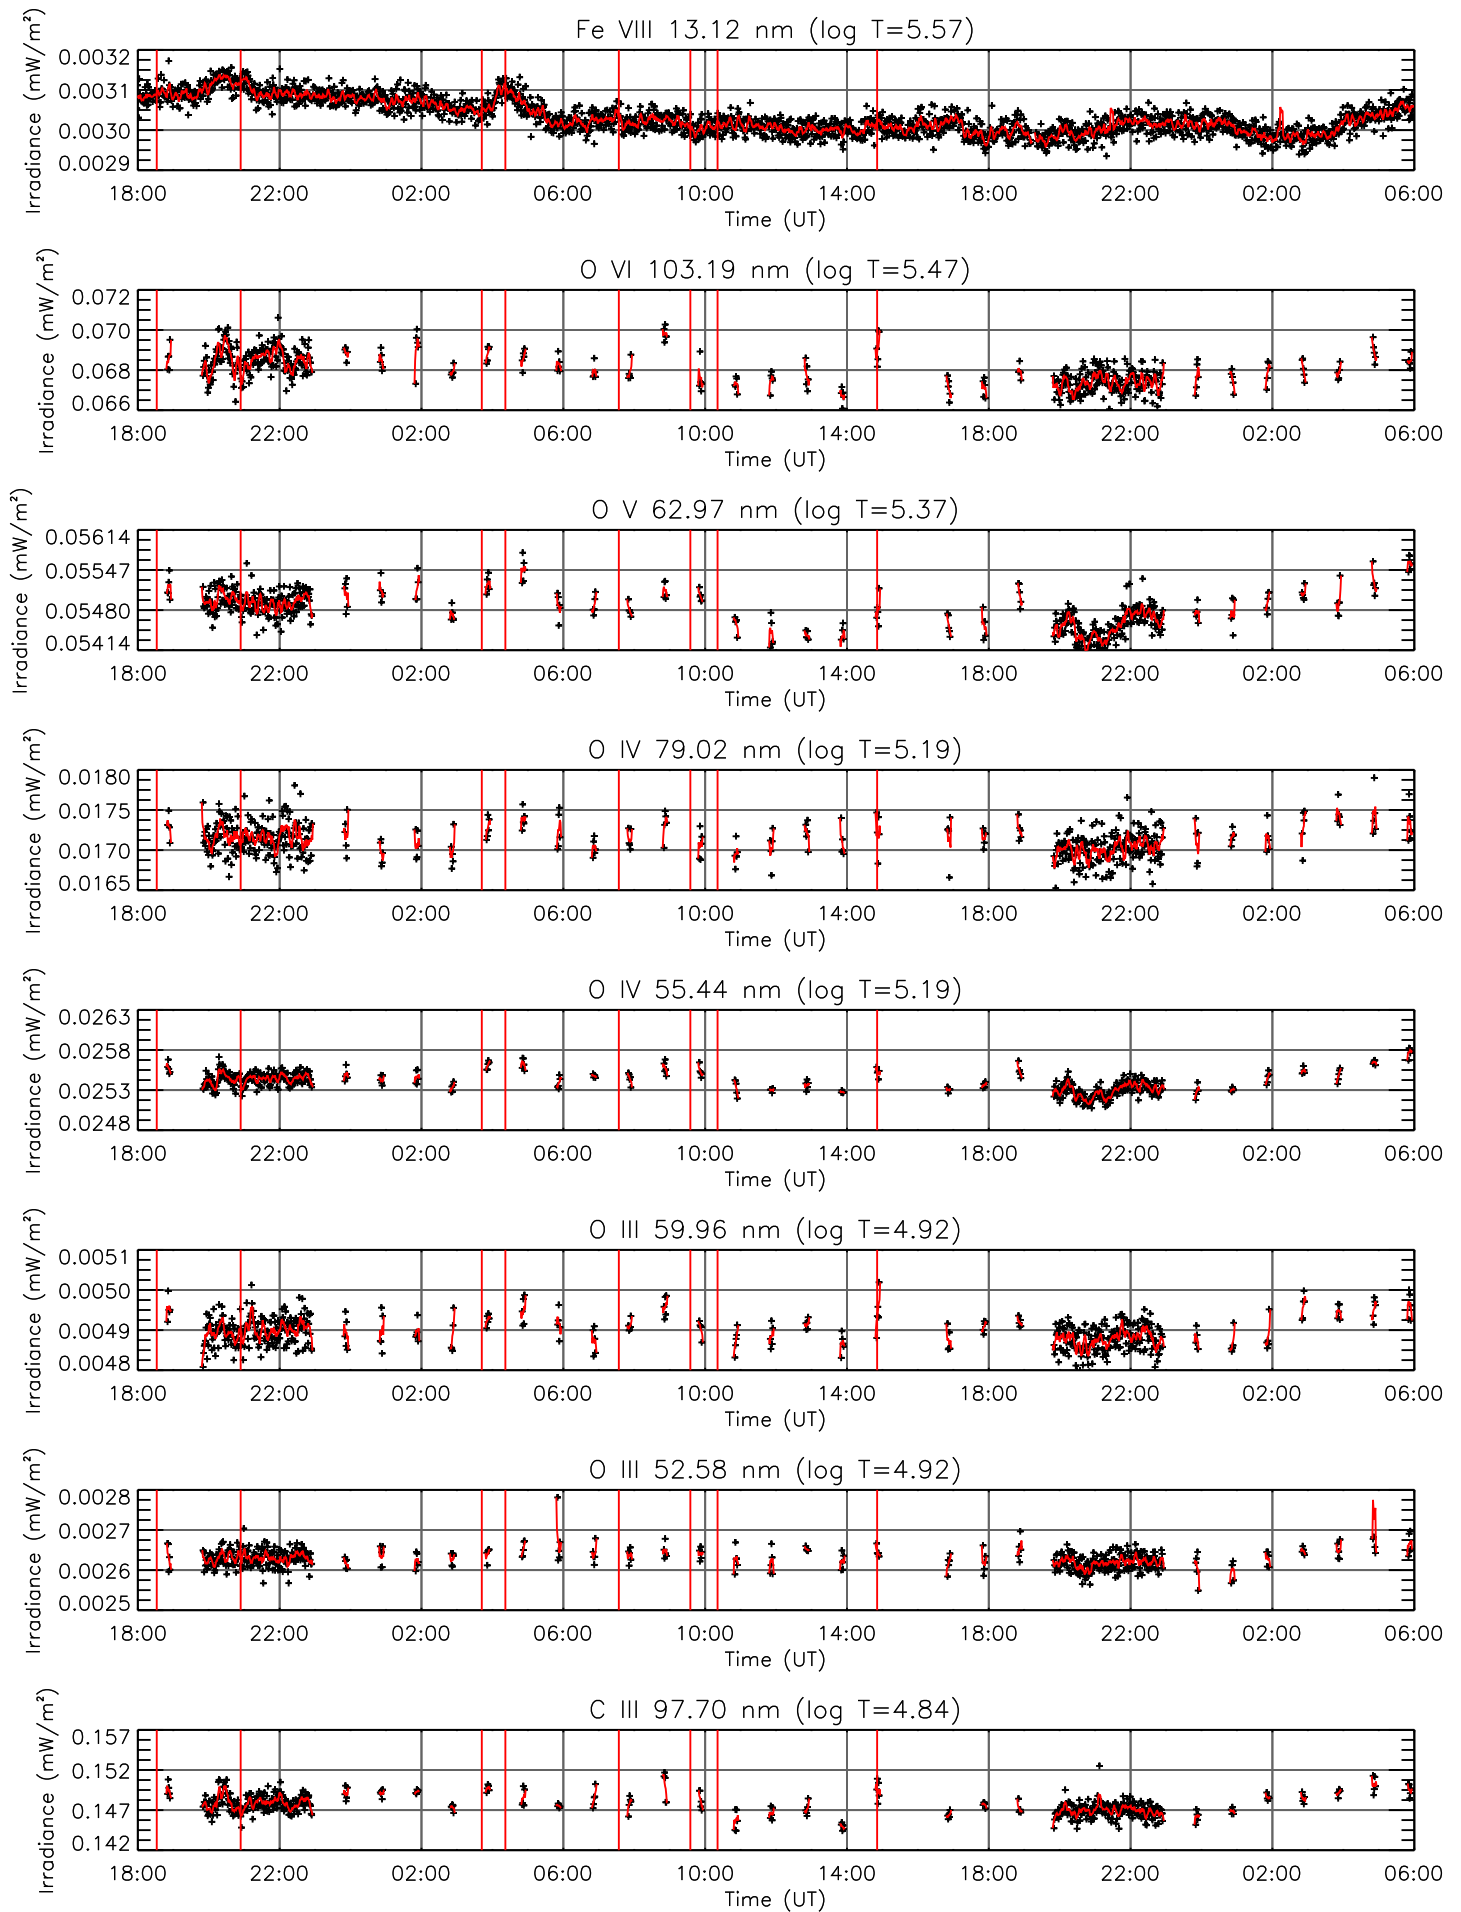 Fe VIII 13.12 nm (log T=5.57)
Irradiance (mW/m²)
0.0032
0.0031
0.0030
0.0029
18:00 22:00 02:00 06:00 10:00 14:00 18:00 22:00 02:00 06:00
Time (UT)
O VI 103.19 nm (log T=5.47)
Irradiance (mW/m²)
0.072
0.070
0.068
0.066
18:00 22:00 02:00 06:00 10:00 14:00 18:00 22:00 02:00 06:00
Time (UT)
O V 62.97 nm (log T=5.37)
Irradiance (mW/m²)
0.05614
0.05547
0.05480
0.05414
18:00 22:00 02:00 06:00 10:00 14:00 18:00 22:00 02:00 06:00
Time (UT)
O IV 79.02 nm (log T=5.19)
Irradiance (mW/m²)
0.0180
0.0175
0.0170
0.0165
18:00 22:00 02:00 06:00 10:00 14:00 18:00 22:00 02:00 06:00
Time (UT)
O IV 55.44 nm (log T=5.19)
Irradiance (mW/m²)
0.0263
0.0258
0.0253
0.0248
18:00 22:00 02:00 06:00 10:00 14:00 18:00 22:00 02:00 06:00
Time (UT)
O III 59.96 nm (log T=4.92)
Irradiance (mW/m²)
0.0051
0.0050
0.0049
0.0048
18:00 22:00 02:00 06:00 10:00 14:00 18:00 22:00 02:00 06:00
Time (UT)
O III 52.58 nm (log T=4.92)
Irradiance (mW/m²)
0.0028
0.0027
0.0026
0.0025
18:00 22:00 02:00 06:00 10:00 14:00 18:00 22:00 02:00 06:00
Time (UT)
C III 97.70 nm (log T=4.84)
Irradiance (mW/m²)
0.157
0.152
0.147
0.142
18:00 22:00 02:00 06:00 10:00 14:00 18:00 22:00 02:00 06:00
Time (UT)